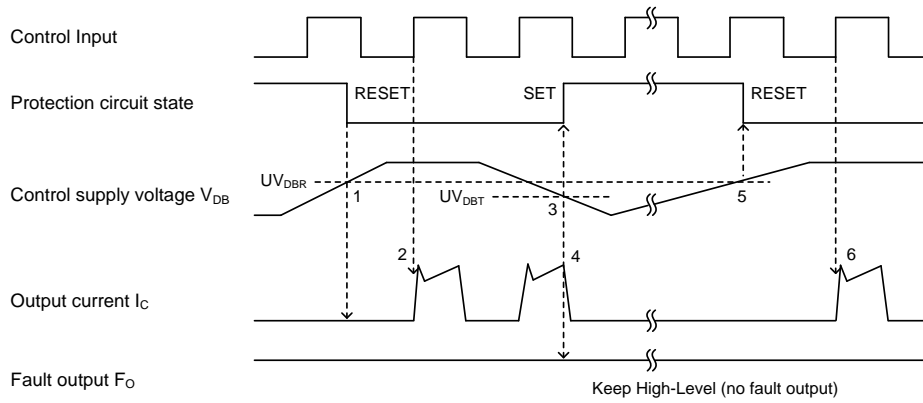 Control Input
Protection circuit state
RESET
SET
RESET
Control supply voltage VDB
UVDBR
1
UVDBT
3
5
Output current IC
2
4
6
Fault output FO
Keep High-Level (no fault output)